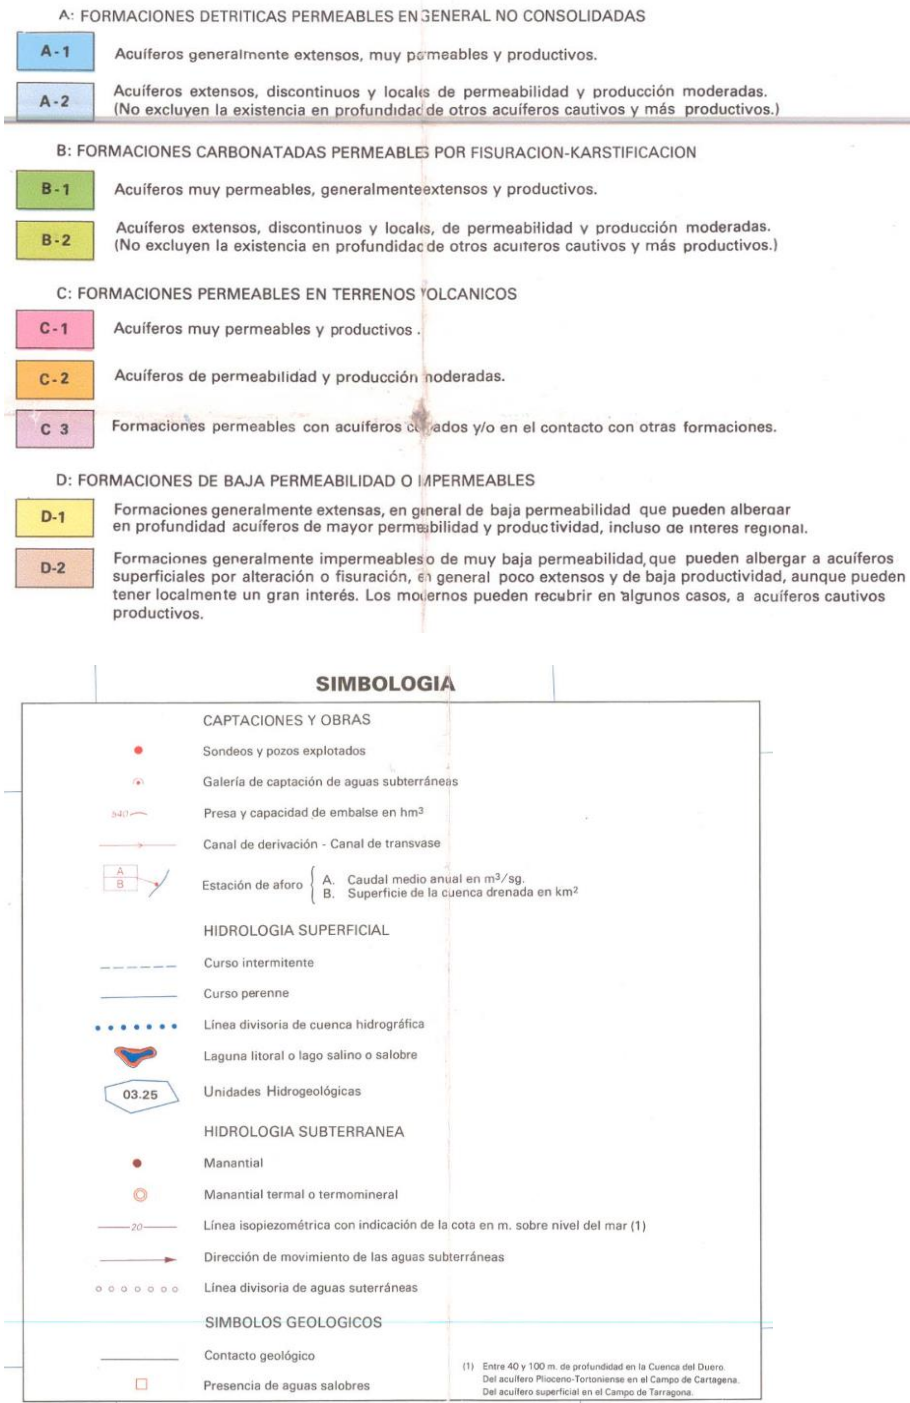 A: FORMACIONES DETRITICAS PERMEABLES EN GENERAL NO CONSOLIDADAS
A-1 Acuíferos generalmente extensos, muy permeables y productivos.
A-2 Acuíferos extensos, discontinuos y locales de permeabilidad y producción moderadas.
(No excluyen la existencia en profundidad de otros acuíferos cautivos y más productivos.)
B: FORMACIONES CARBONATADAS PERMEABLES POR FISURACION-KARSTIFICACION
B-1 Acuíferos muy permeables, generalmente extensos y productivos.
B-2 Acuíferos extensos, discontinuos y locales, de permeabilidad y producción moderadas.
(No excluyen la existencia en profundidad de otros acuíferos cautivos y más productivos.)
C: FORMACIONES PERMEABLES EN TERRENOS VOLCANICOS
C-1 Acuíferos muy permeables y productivos.
C-2 Acuíferos de permeabilidad y producción moderadas.
C 3 Formaciones permeables con acuíferos colgados y/o en el contacto con otras formaciones.
D: FORMACIONES DE BAJA PERMEABILIDAD O IMPERMEABLES
D-1 Formaciones generalmente extensas, en general de baja permeabilidad que pueden albergar
en profundidad acuíferos de mayor permeabilidad y productividad, incluso de interes regional.
D-2 Formaciones generalmente impermeables o de muy baja permeabilidad, que pueden albergar a acuíferos
superficiales por alteración o fisuración, en general poco extensos y de baja productividad, aunque pueden
tener localmente un gran interés. Los modernos pueden recubrir en algunos casos, a acuíferos cautivos
productivos.
SIMBOLOGIA
CAPTACIONES Y OBRAS
Sondeos y pozos explotados
Galería de captación de aguas subterráneas
540 Presa y capacidad de embalse en hm³
Canal de derivación - Canal de transvase
A
B
Estación de aforo
A. Caudal medio anual en m³/sg.
B. Superficie de la cuenca drenada en km²
HIDROLOGIA SUPERFICIAL
Curso intermitente
Curso perenne
Línea divisoria de cuenca hidrográfica
Laguna litoral o lago salino o salobre
03.25 Unidades Hidrogeológicas
HIDROLOGIA SUBTERRANEA
Manantial
Manantial termal o termomineral
20 Línea isopiezométrica con indicación de la cota en m. sobre nivel del mar (1)
Dirección de movimiento de las aguas subterráneas
Línea divisoria de aguas suterráneas
SIMBOLOS GEOLOGICOS
Contacto geológico
Presencia de aguas salobres
(1) Entre 40 y 100 m. de profundidad en la Cuenca del Duero.
Del acuífero Plioceno-Tortoniense en el Campo de Cartagena.
Del acuífero superficial en el Campo de Tarragona.